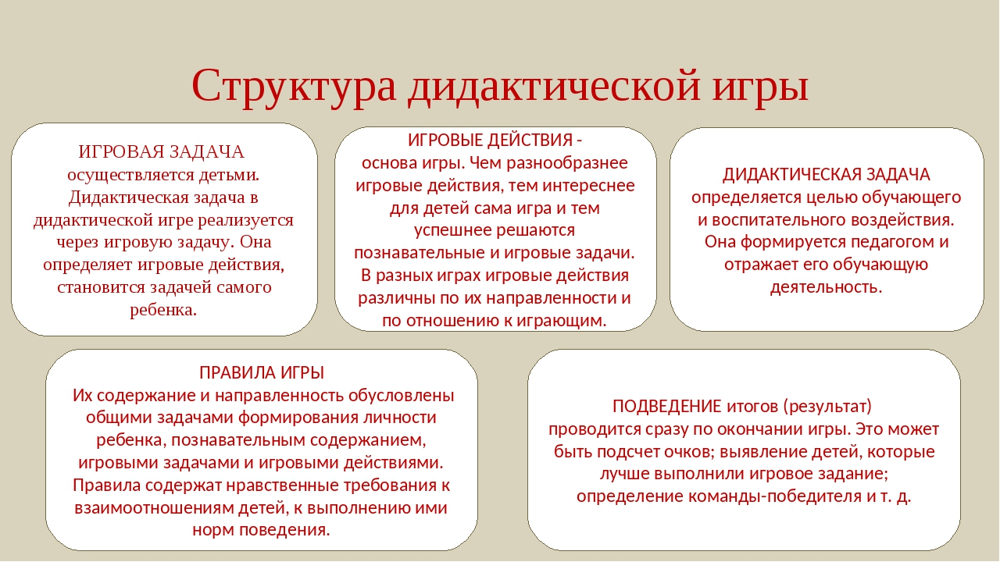 Структура дидактической игры
ИГРОВАЯ ЗАДАЧА
осуществляется детьми.
Дидактическая задача в
дидактической игре реализуется
через игровую задачу. Она
определяет игровые действия,
становится задачей самого
ребенка.
ИГРОВЫЕ ДЕЙСТВИЯ -
основа игры. Чем разнообразнее
игровые действия, тем интереснее
для детей сама игра и тем
успешнее решаются
познавательные и игровые задачи.
В разных играх игровые действия
различны по их направленности и
по отношению к играющим.
ДИДАКТИЧЕСКАЯ ЗАДАЧА
определяется целью обучающего
и воспитательного воздействия.
Она формируется педагогом и
отражает его обучающую
деятельность.
ПРАВИЛА ИГРЫ
Их содержание и направленность обусловлены
общими задачами формирования личности
ребенка, познавательным содержанием,
игровыми задачами и игровыми действиями.
Правила содержат нравственные требования к
взаимоотношениям детей, к выполнению ими
норм поведения.
ПОДВЕДЕНИЕ итогов (результат)
проводится сразу по окончании игры. Это может
быть подсчет очков; выявление детей, которые
лучше выполнили игровое задание;
определение команды-победителя и т. д.